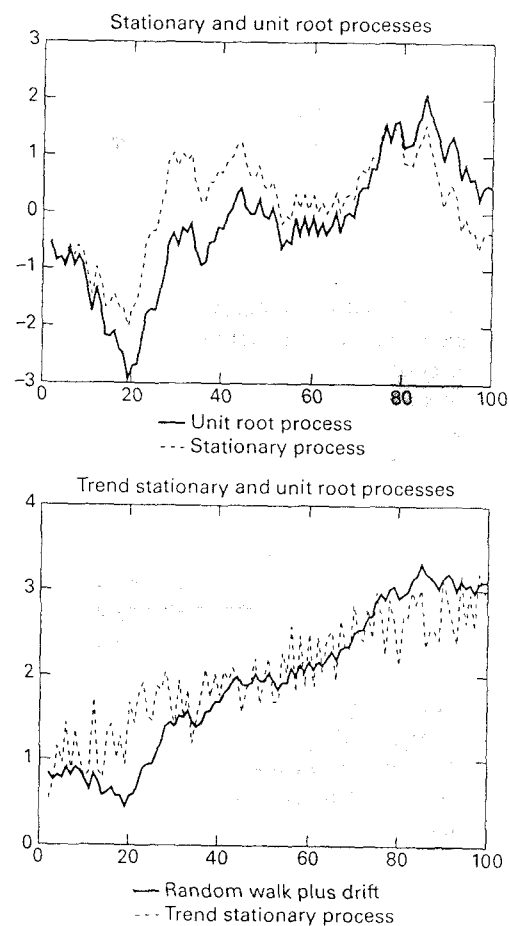 Stationary and unit root processes
3
2
1
0
−1
−2
−3
0 20 40 60 80 100
Unit root process
Stationary process
Trend stationary and unit root processes
4
3
2
1
0
0 20 40 60 80 100
Random walk plus drift
Trend stationary process